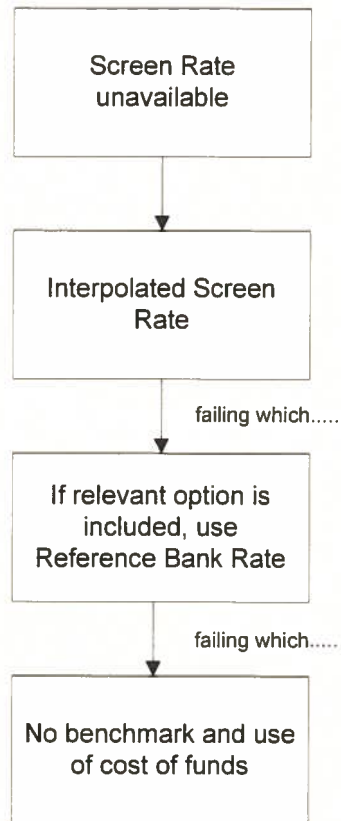 Screen Rate
unavailable
Interpolated Screen
Rate
failing which.....
If relevant option is
included, use
Reference Bank Rate
failing which.....
No benchmark and use
of cost of funds